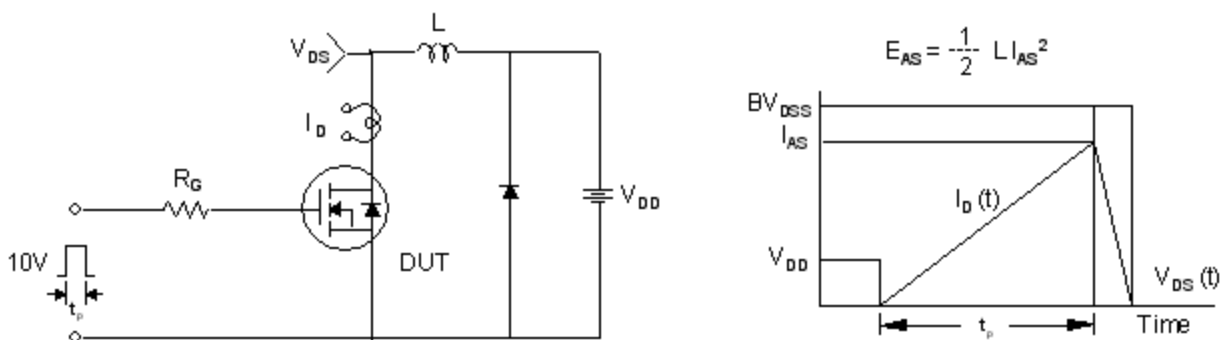 L
V_DS
I_D
R_G
V_DD
DUT
10V
t_p
E_AS = 1/2 L I_AS^2
BV_DSS
I_AS
I_D (t)
V_DD
V_DS (t)
t_p
Time